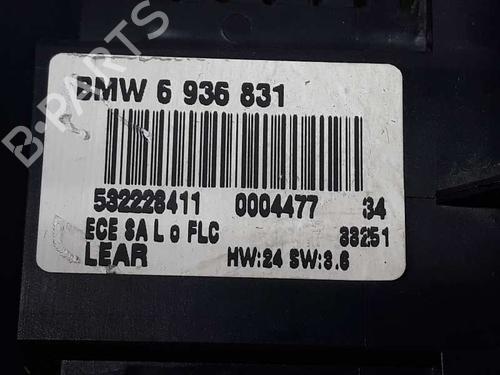 BMW 6 936 831
532228411 0004477 34
ECE SA L o FLC 33251
LEAR HW:24 SW:3.6
B-PARTS